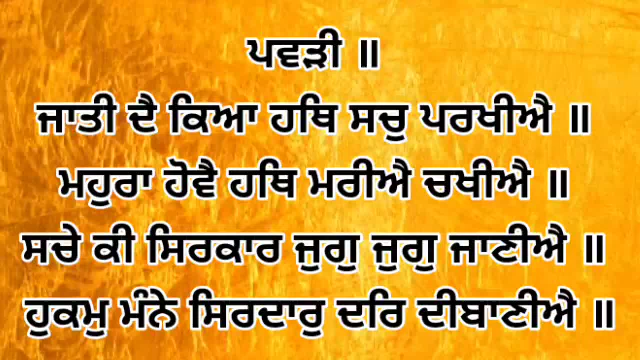 ਪਵੜੀ ॥
ਜਾਤੀ ਦੈ ਕਿਆ ਹਥਿ ਸਚੁ ਪਰਖੀਐ ॥
ਮਹੁਰਾ ਹੋਵੈ ਹਥਿ ਮਰੀਐ ਚਖੀਐ ॥
ਸਚੇ ਕੀ ਸਿਰਕਾਰ ਜੁਗੁ ਜੁਗੁ ਜਾਣੀਐ ॥
ਹੁਕਮੁ ਮੰਨੇ ਸਿਰਦਾਰੁ ਦਰਿ ਦੀਬਾਣੀਐ ॥